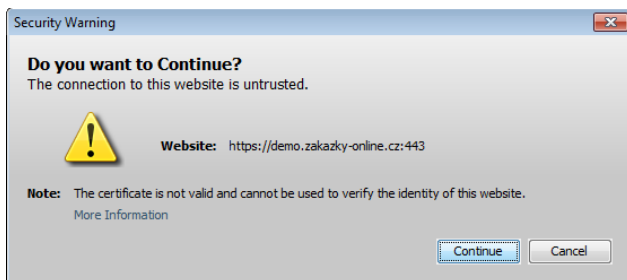 Security Warning
Do you want to Continue?
The connection to this website is untrusted.
Website: https://demo.zakazky-online.cz:443
Note: The certificate is not valid and cannot be used to verify the identity of this website.
More Information
Continue Cancel